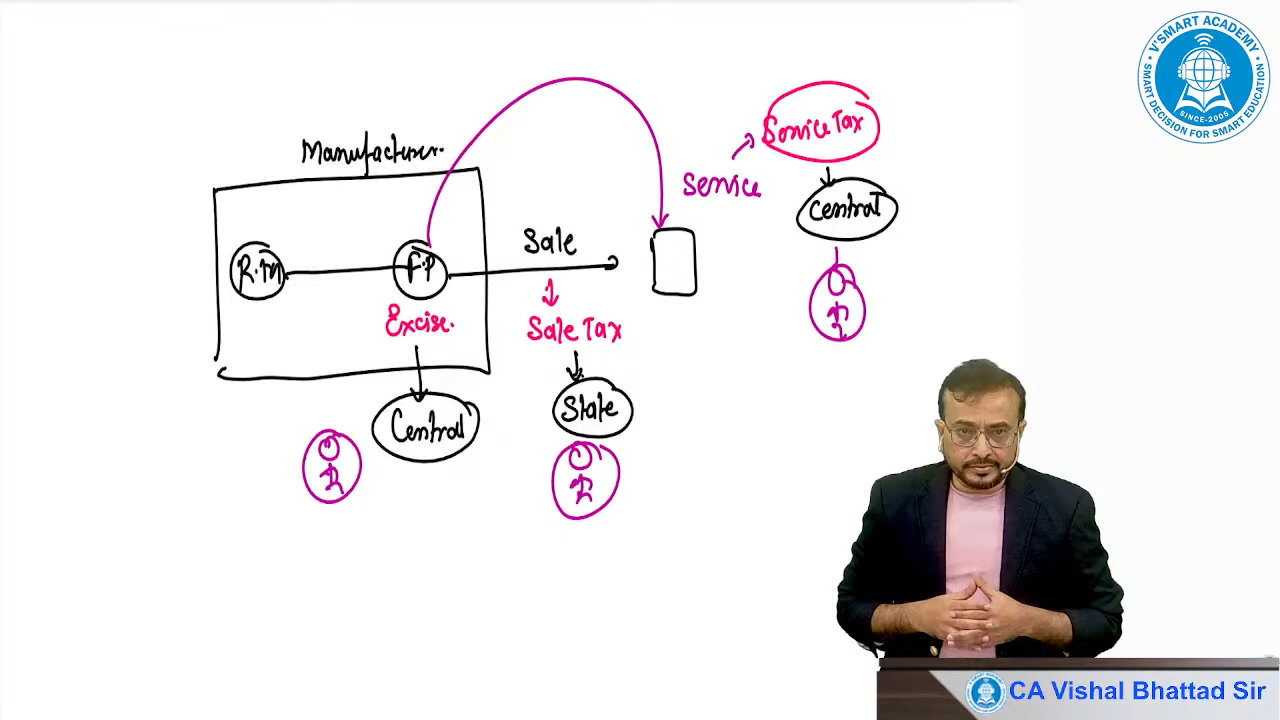 V'SMART ACADEMY
SMART DECISION FOR SMART EDUCATION
SINCE-2006
Manufacturer.
Service Tax
Service
Central
R.M
F.P
Sale
Excise.
Sale Tax
Central
State
CA Vishal Bhattad Sir